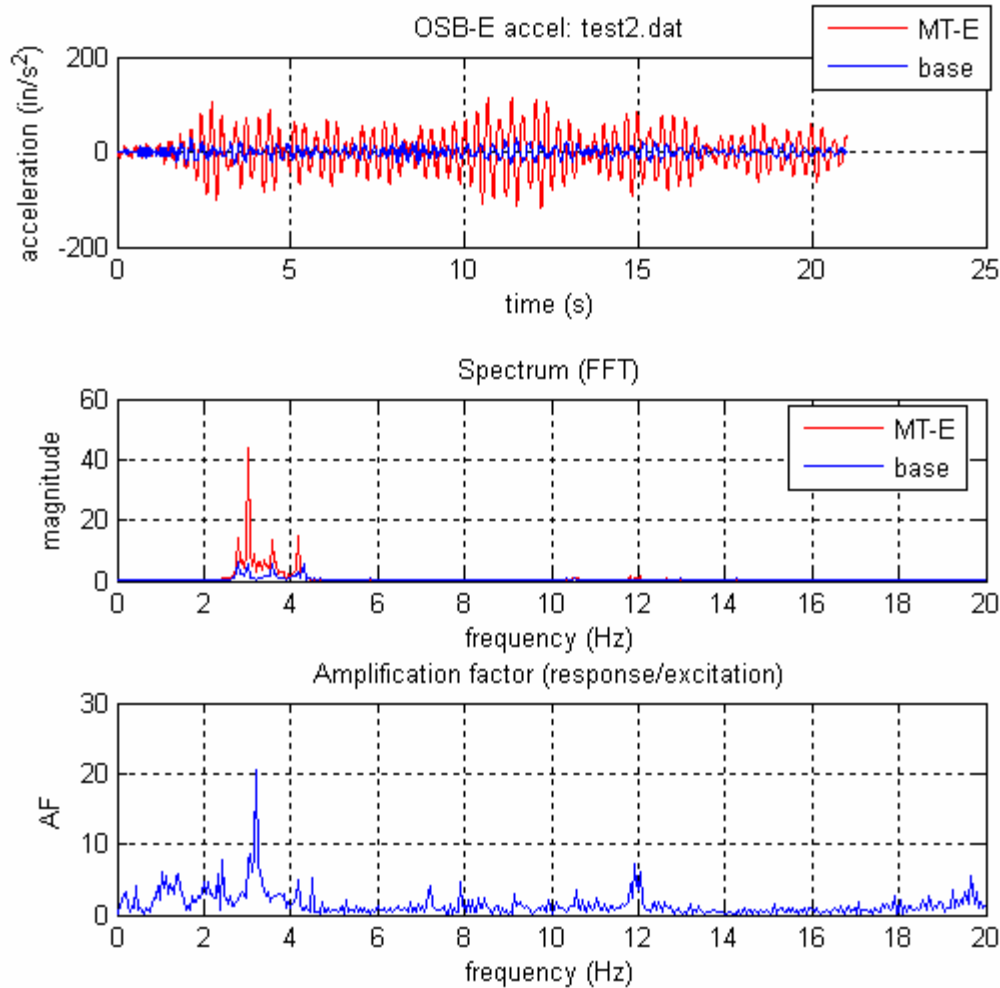 OSB-E accel: test2.dat
MT-E
base
acceleration (in/s²)
200
0
-200
0 5 10 15 20 25
time (s)
Spectrum (FFT)
MT-E
base
magnitude
60
40
20
0
0 2 4 6 8 10 12 14 16 18 20
frequency (Hz)
Amplification factor (response/excitation)
AF
30
20
10
0
0 2 4 6 8 10 12 14 16 18 20
frequency (Hz)